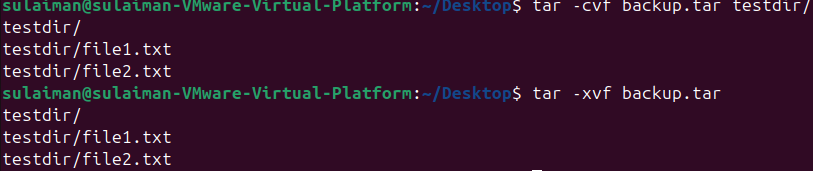 sulaiman@sulaiman-VMware-Virtual-Platform:~/Desktop$ tar -cvf backup.tar testdir/
testdir/
testdir/file1.txt
testdir/file2.txt
sulaiman@sulaiman-VMware-Virtual-Platform:~/Desktop$ tar -xvf backup.tar
testdir/
testdir/file1.txt
testdir/file2.txt